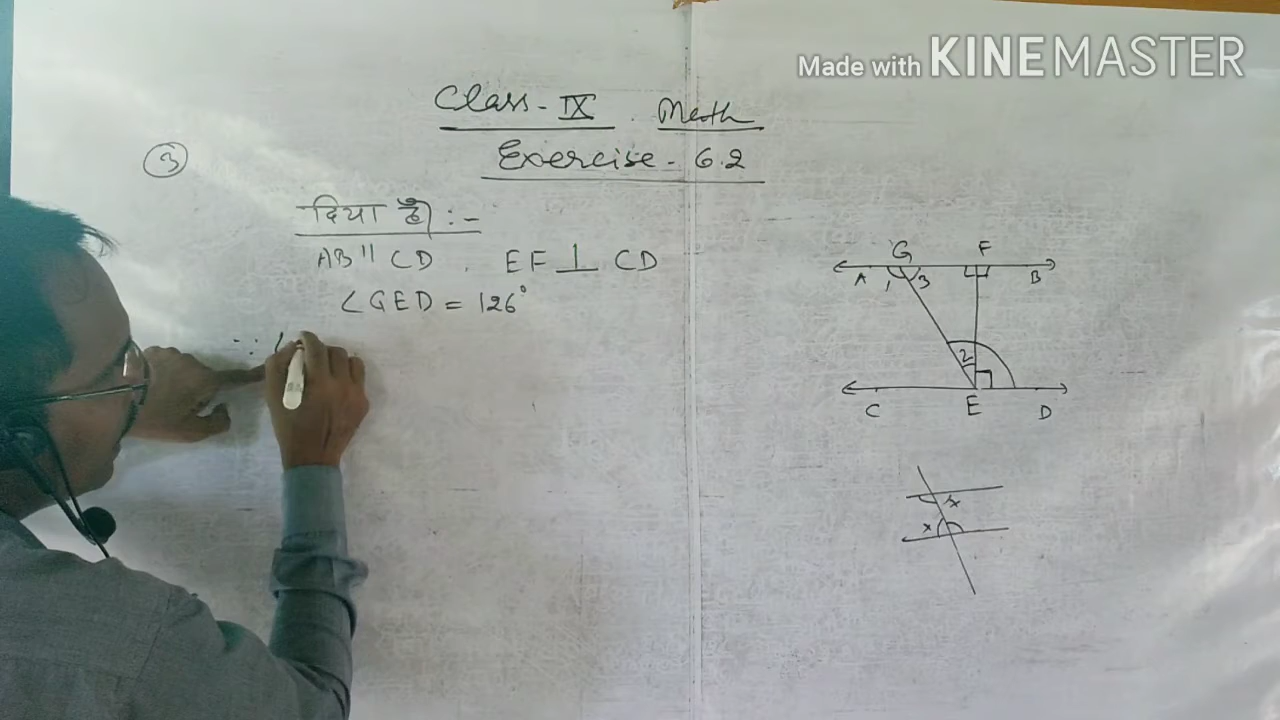 Made with KINEMASTER
Class-IX. Math
Exercise-6.2
3
दिया है :-
AB || CD, EF ⊥ CD
∠GED = 126°
∵
G F
A 1 3 B
2
C E D
x
x